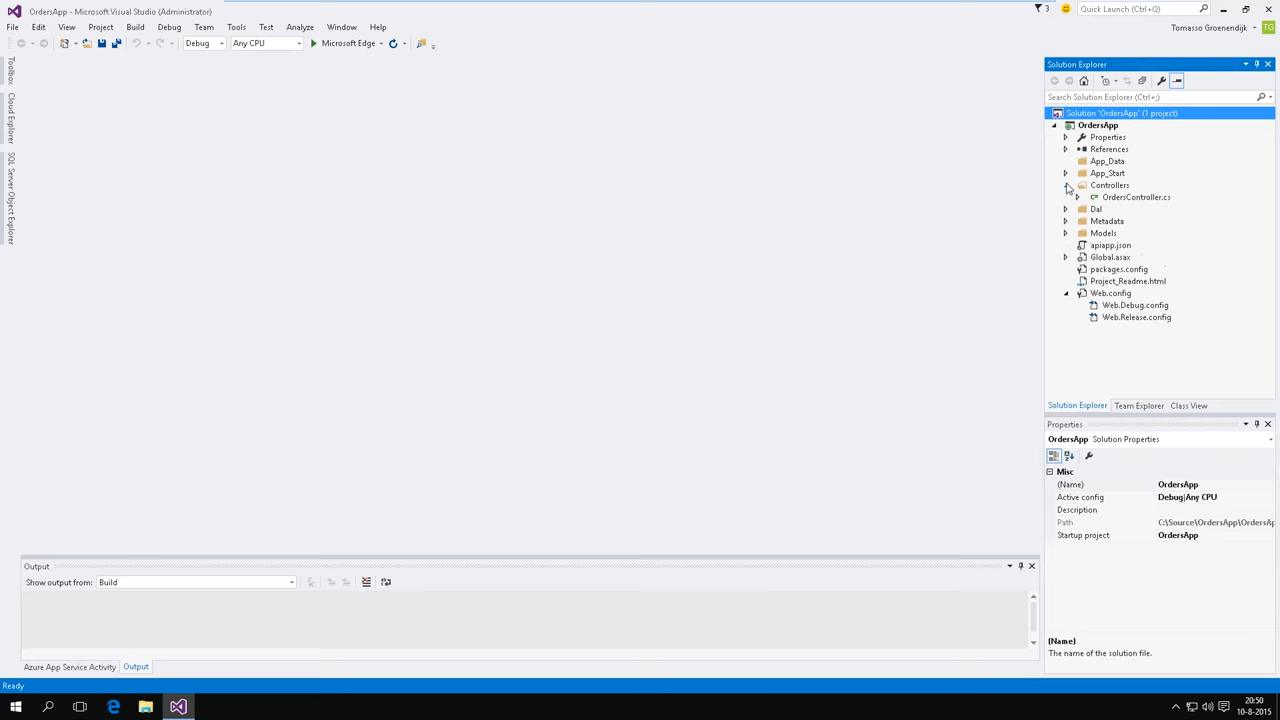 OrdersApp - Microsoft Visual Studio (Administrator)
3
Quick Launch (Ctrl+Q)
File Edit View Project Build Debug Team Tools Test Analyze Window Help
Tomasso Groenendijk
TG
Debug
Any CPU
Microsoft Edge
Toolbox
Cloud Explorer
SQL Server Object Explorer
Solution Explorer
Search Solution Explorer (Ctrl+;)
Solution 'OrdersApp' (1 project)
OrdersApp
Properties
References
App_Data
App_Start
Controllers
OrdersController.cs
Dal
Metadata
Models
apiapp.json
Global.asax
packages.config
Project_Readme.html
Web.config
Web.Debug.config
Web.Release.config
Solution Explorer Team Explorer Class View
Properties
OrdersApp Solution Properties
Misc
(Name) OrdersApp
Active config Debug|Any CPU
Description
Path C:\Source\OrdersApp\OrdersAp
Startup project OrdersApp
(Name)
The name of the solution file.
Output
Show output from: Build
Azure App Service Activity Output
Ready
20:50
10-8-2015